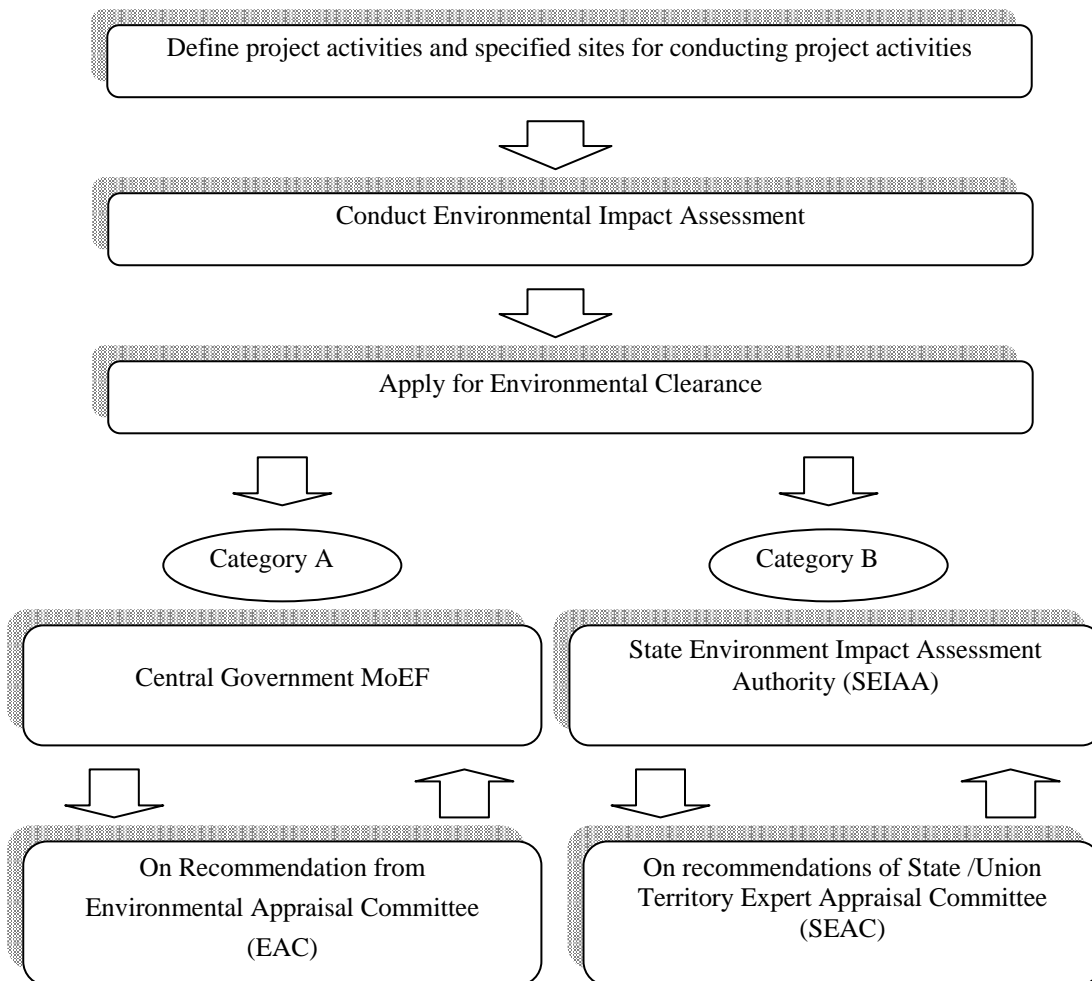 Define project activities and specified sites for conducting project activities
Conduct Environmental Impact Assessment
Apply for Environmental Clearance
Category A
Category B
Central Government MoEF
State Environment Impact Assessment
Authority (SEIAA)
On Recommendation from
Environmental Appraisal Committee
(EAC)
On recommendations of State /Union
Territory Expert Appraisal Committee
(SEAC)